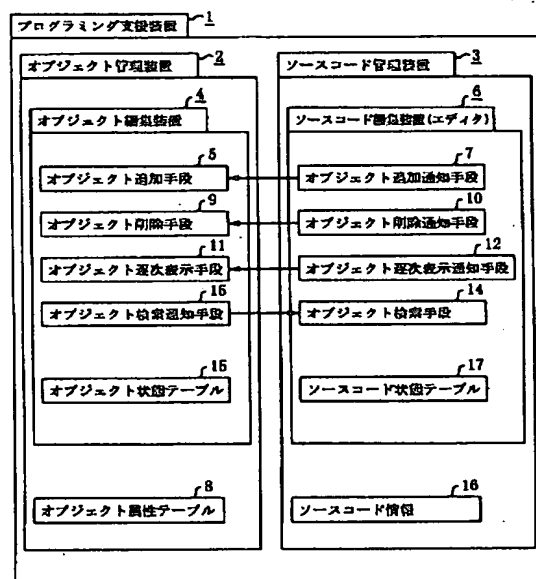 プログラミング支援装置 1
オブジェクト管理装置 2
ソースコード管理装置 3
オブジェクト編集装置 4
ソースコード編集装置(エディタ) 6
オブジェクト追加手段 5
オブジェクト追加通知手段 7
オブジェクト削除手段 9
オブジェクト削除通知手段 10
オブジェクト逐次表示手段 11
オブジェクト逐次表示通知手段 12
オブジェクト検索通知手段 15
オブジェクト検索手段 14
オブジェクト状態テーブル 15
ソースコード状態テーブル 17
オブジェクト属性テーブル 8
ソースコード情報 16